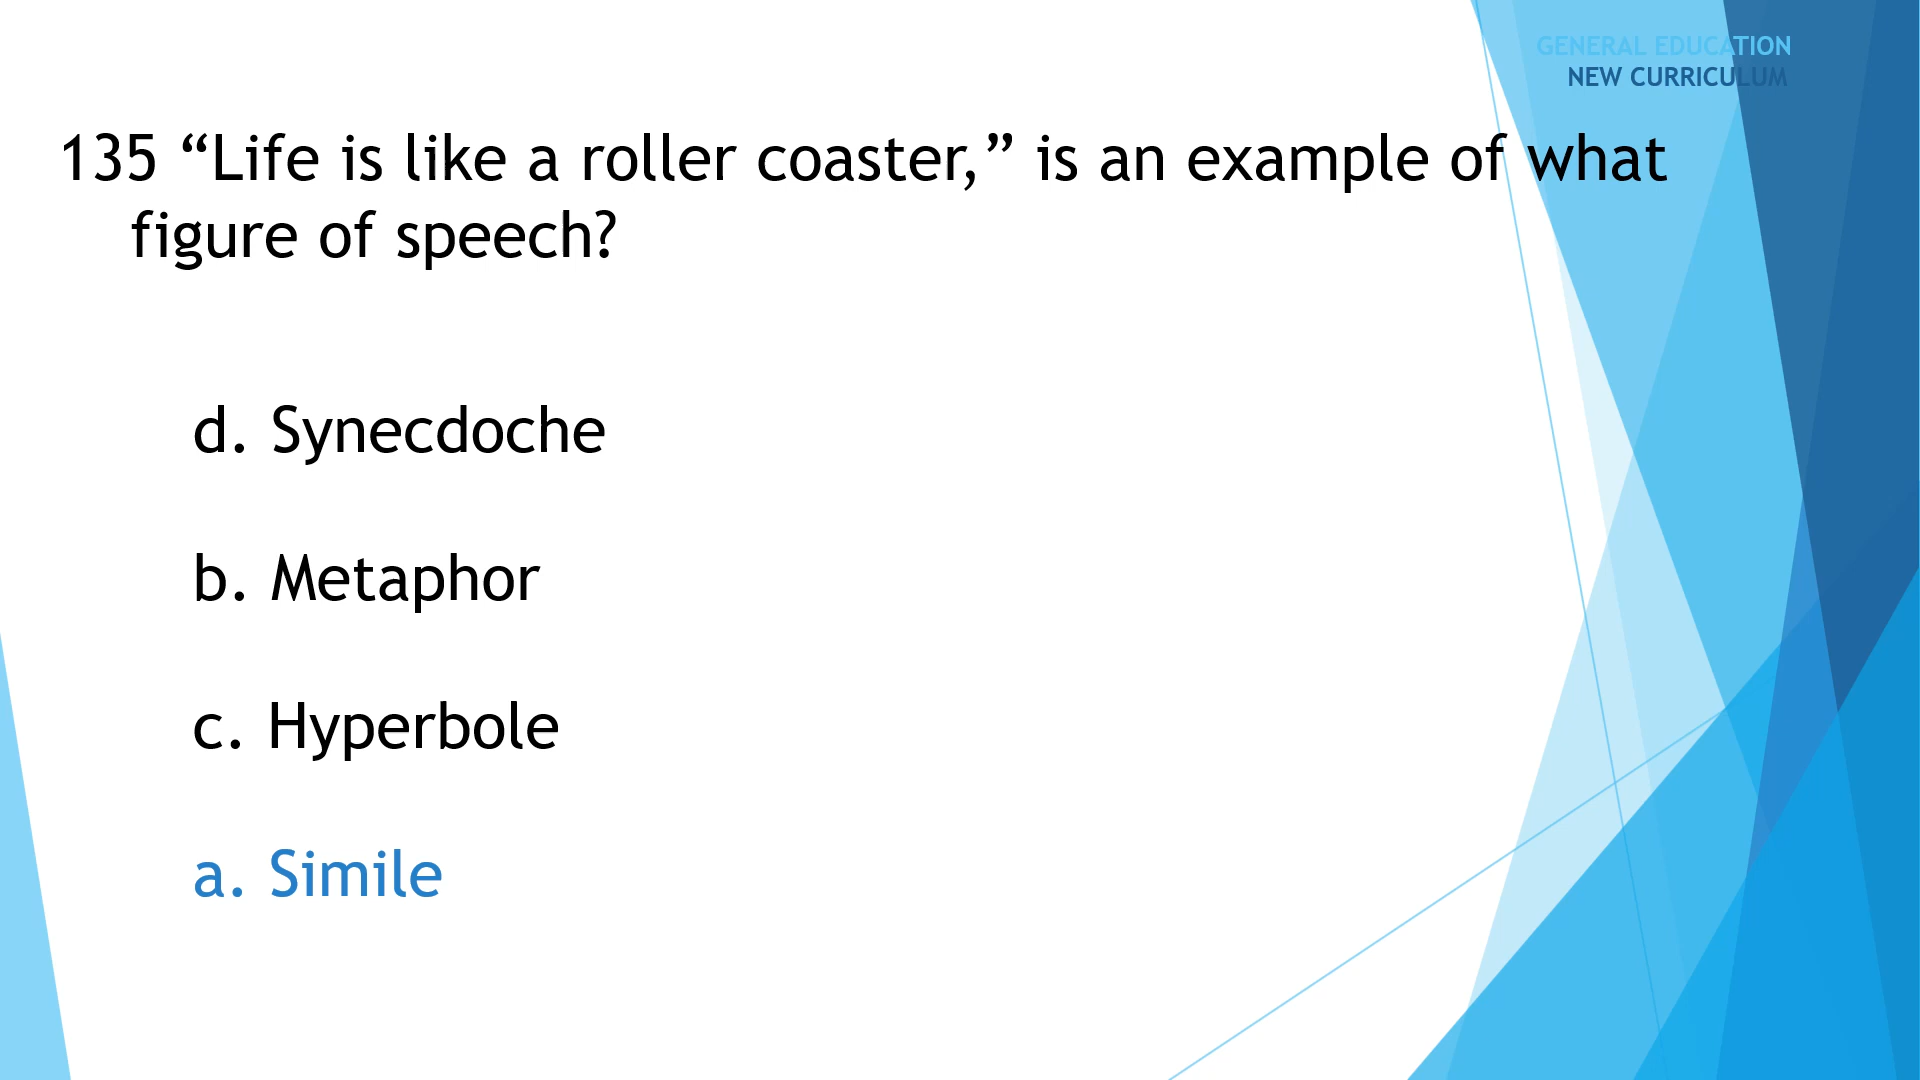 GENERAL EDUCATION
NEW CURRICULUM
135 “Life is like a roller coaster,” is an example of what
figure of speech?
d. Synecdoche
b. Metaphor
c. Hyperbole
a. Simile